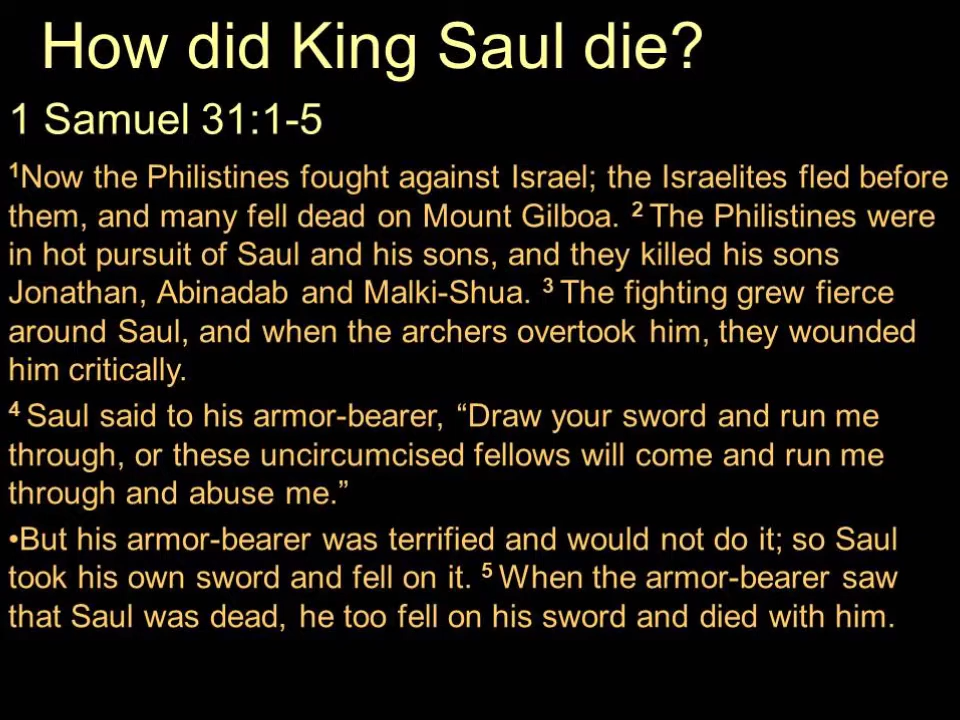 How did King Saul die?
1 Samuel 31:1-5
¹Now the Philistines fought against Israel; the Israelites fled before
them, and many fell dead on Mount Gilboa. ² The Philistines were
in hot pursuit of Saul and his sons, and they killed his sons
Jonathan, Abinadab and Malki-Shua. ³ The fighting grew fierce
around Saul, and when the archers overtook him, they wounded
him critically.
⁴ Saul said to his armor-bearer, “Draw your sword and run me
through, or these uncircumcised fellows will come and run me
through and abuse me.”
•But his armor-bearer was terrified and would not do it; so Saul
took his own sword and fell on it. ⁵ When the armor-bearer saw
that Saul was dead, he too fell on his sword and died with him.